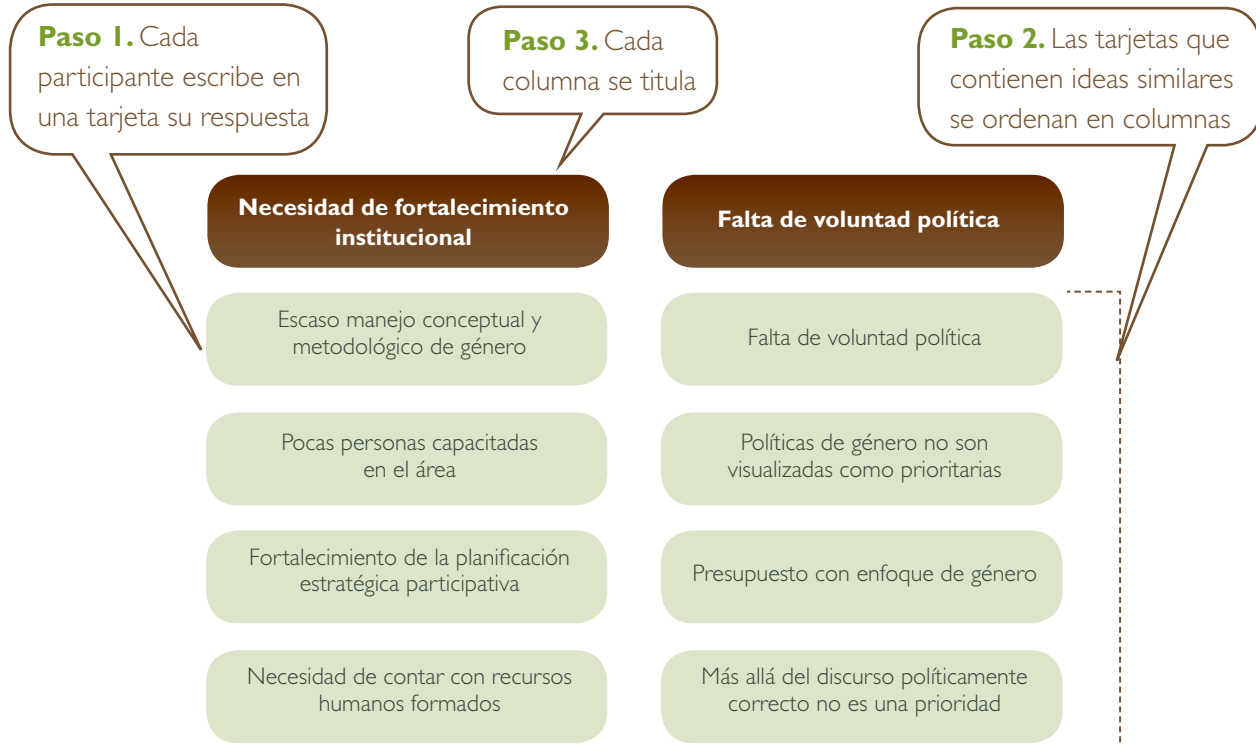 Paso 1. Cada
participante escribe en
una tarjeta su respuesta
Paso 3. Cada
columna se titula
Paso 2. Las tarjetas que
contienen ideas similares
se ordenan en columnas
Necesidad de fortalecimiento
institucional
Falta de voluntad política
Escaso manejo conceptual y
metodológico de género
Falta de voluntad política
Pocas personas capacitadas
en el área
Políticas de género no son
visualizadas como prioritarias
Fortalecimiento de la planificación
estratégica participativa
Presupuesto con enfoque de género
Necesidad de contar con recursos
humanos formados
Más allá del discurso políticamente
correcto no es una prioridad